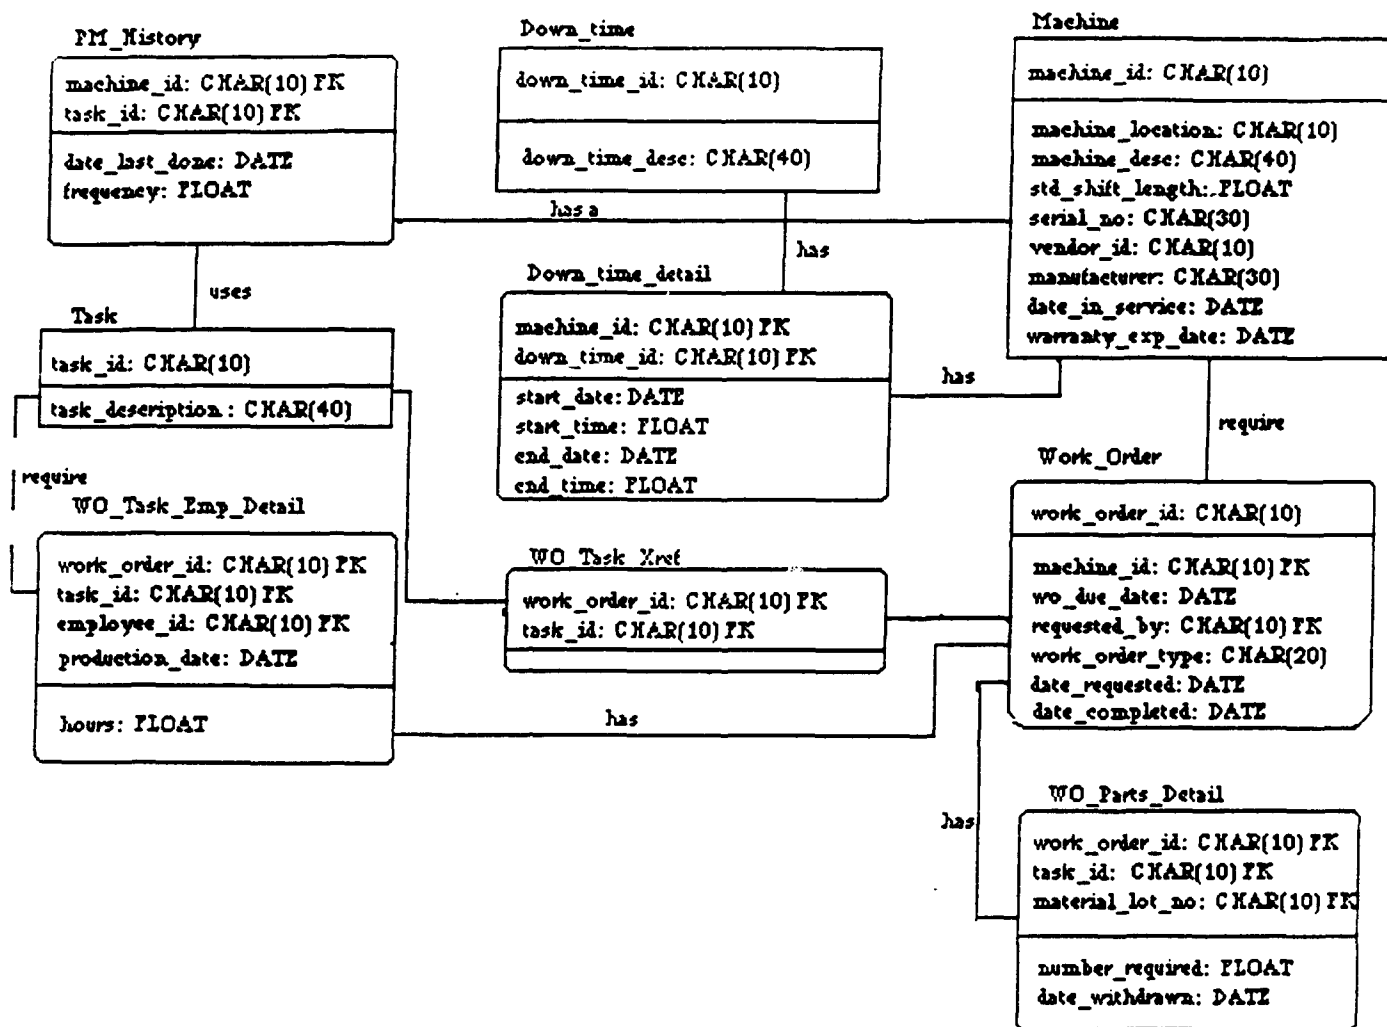 PM_History
machine_id: CHAR(10) FK
task_id: CHAR(10) FK
date_last_done: DATE
frequency: FLOAT
Down_time
down_time_id: CHAR(10)
down_time_desc: CHAR(40)
Machine
machine_id: CHAR(10)
machine_location: CHAR(10)
machine_desc: CHAR(40)
std_shift_length: FLOAT
serial_no: CHAR(30)
vendor_id: CHAR(10)
manufacturer: CHAR(30)
date_in_service: DATE
warranty_exp_date: DATE
has a
has
uses
Task
task_id: CHAR(10)
task_description: CHAR(40)
Down_time_detail
machine_id: CHAR(10) FK
down_time_id: CHAR(10) FK
start_date: DATE
start_time: FLOAT
end_date: DATE
end_time: FLOAT
has
require
require
WO_Task_Emp_Detail
work_order_id: CHAR(10) FK
task_id: CHAR(10) FK
employee_id: CHAR(10) FK
production_date: DATE
hours: FLOAT
WO_Task_Xref
work_order_id: CHAR(10) FK
task_id: CHAR(10) FK
Work_Order
work_order_id: CHAR(10)
machine_id: CHAR(10) FK
wo_due_date: DATE
requested_by: CHAR(10) FK
work_order_type: CHAR(20)
date_requested: DATE
date_completed: DATE
has
has
WO_Parts_Detail
work_order_id: CHAR(10) FK
task_id: CHAR(10) FK
material_lot_no: CHAR(10) FK
number_required: FLOAT
date_withdrawn: DATE